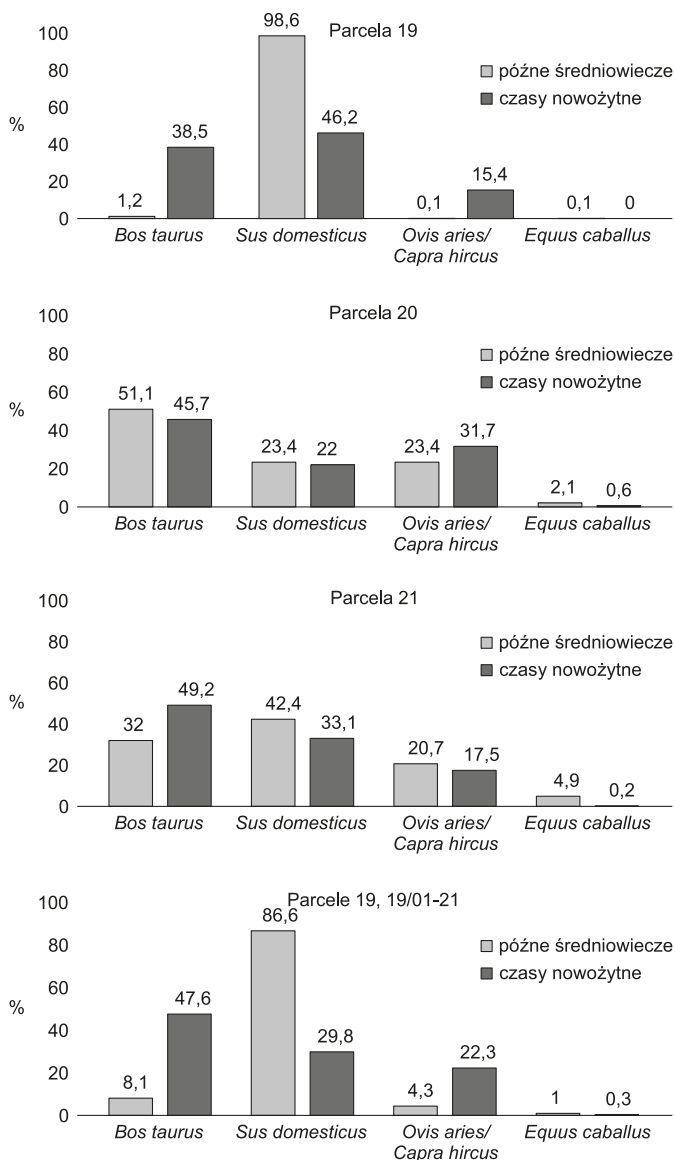 Parcela 19
100
80
60
40
20
0
%
późne średniowiecze
czasy nowożytne
1,2
38,5
98,6
46,2
0,1
15,4
0,1
0
Bos taurus
Sus domesticus
Ovis aries/
Capra hircus
Equus caballus
Parcela 20
100
80
60
40
20
0
%
późne średniowiecze
czasy nowożytne
51,1
45,7
23,4
22
23,4
31,7
2,1
0,6
Bos taurus
Sus domesticus
Ovis aries/
Capra hircus
Equus caballus
Parcela 21
100
80
60
40
20
0
%
późne średniowiecze
czasy nowożytne
32
49,2
42,4
33,1
20,7
17,5
4,9
0,2
Bos taurus
Sus domesticus
Ovis aries/
Capra hircus
Equus caballus
Parcele 19, 19/01-21
100
80
60
40
20
0
%
późne średniowiecze
czasy nowożytne
8,1
47,6
86,6
29,8
4,3
22,3
1
0,3
Bos taurus
Sus domesticus
Ovis aries/
Capra hircus
Equus caballus